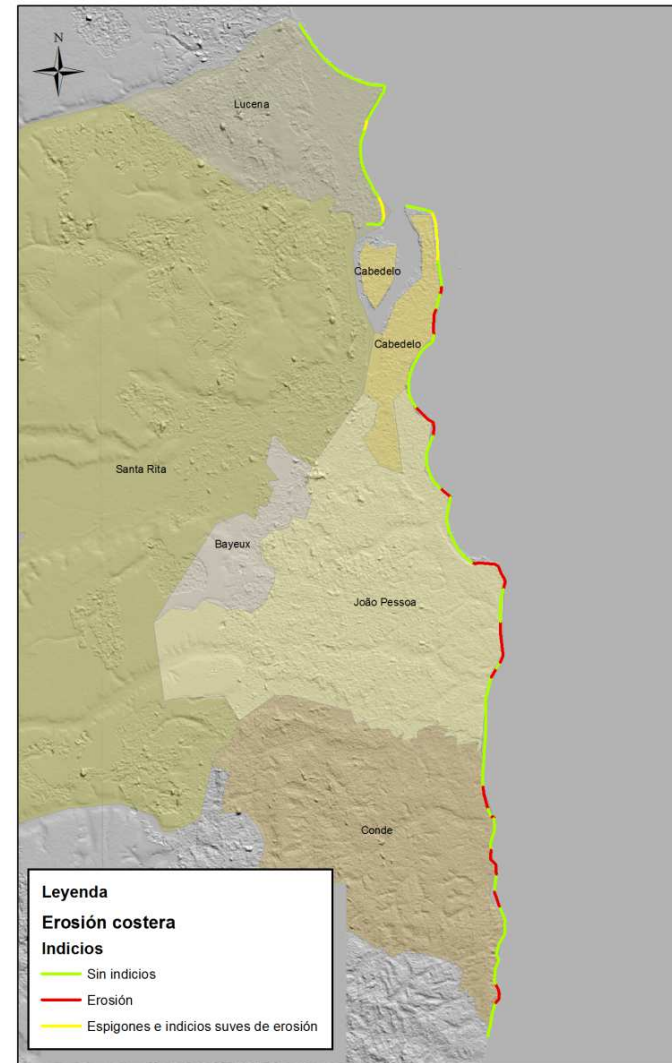 N
Lucena
Cabedelo
Cabedelo
Santa Rita
Bayeux
João Pessoa
Conde
Leyenda
Erosión costera
Indicios
Sin indicios
Erosión
Espigones e indicios suves de erosión